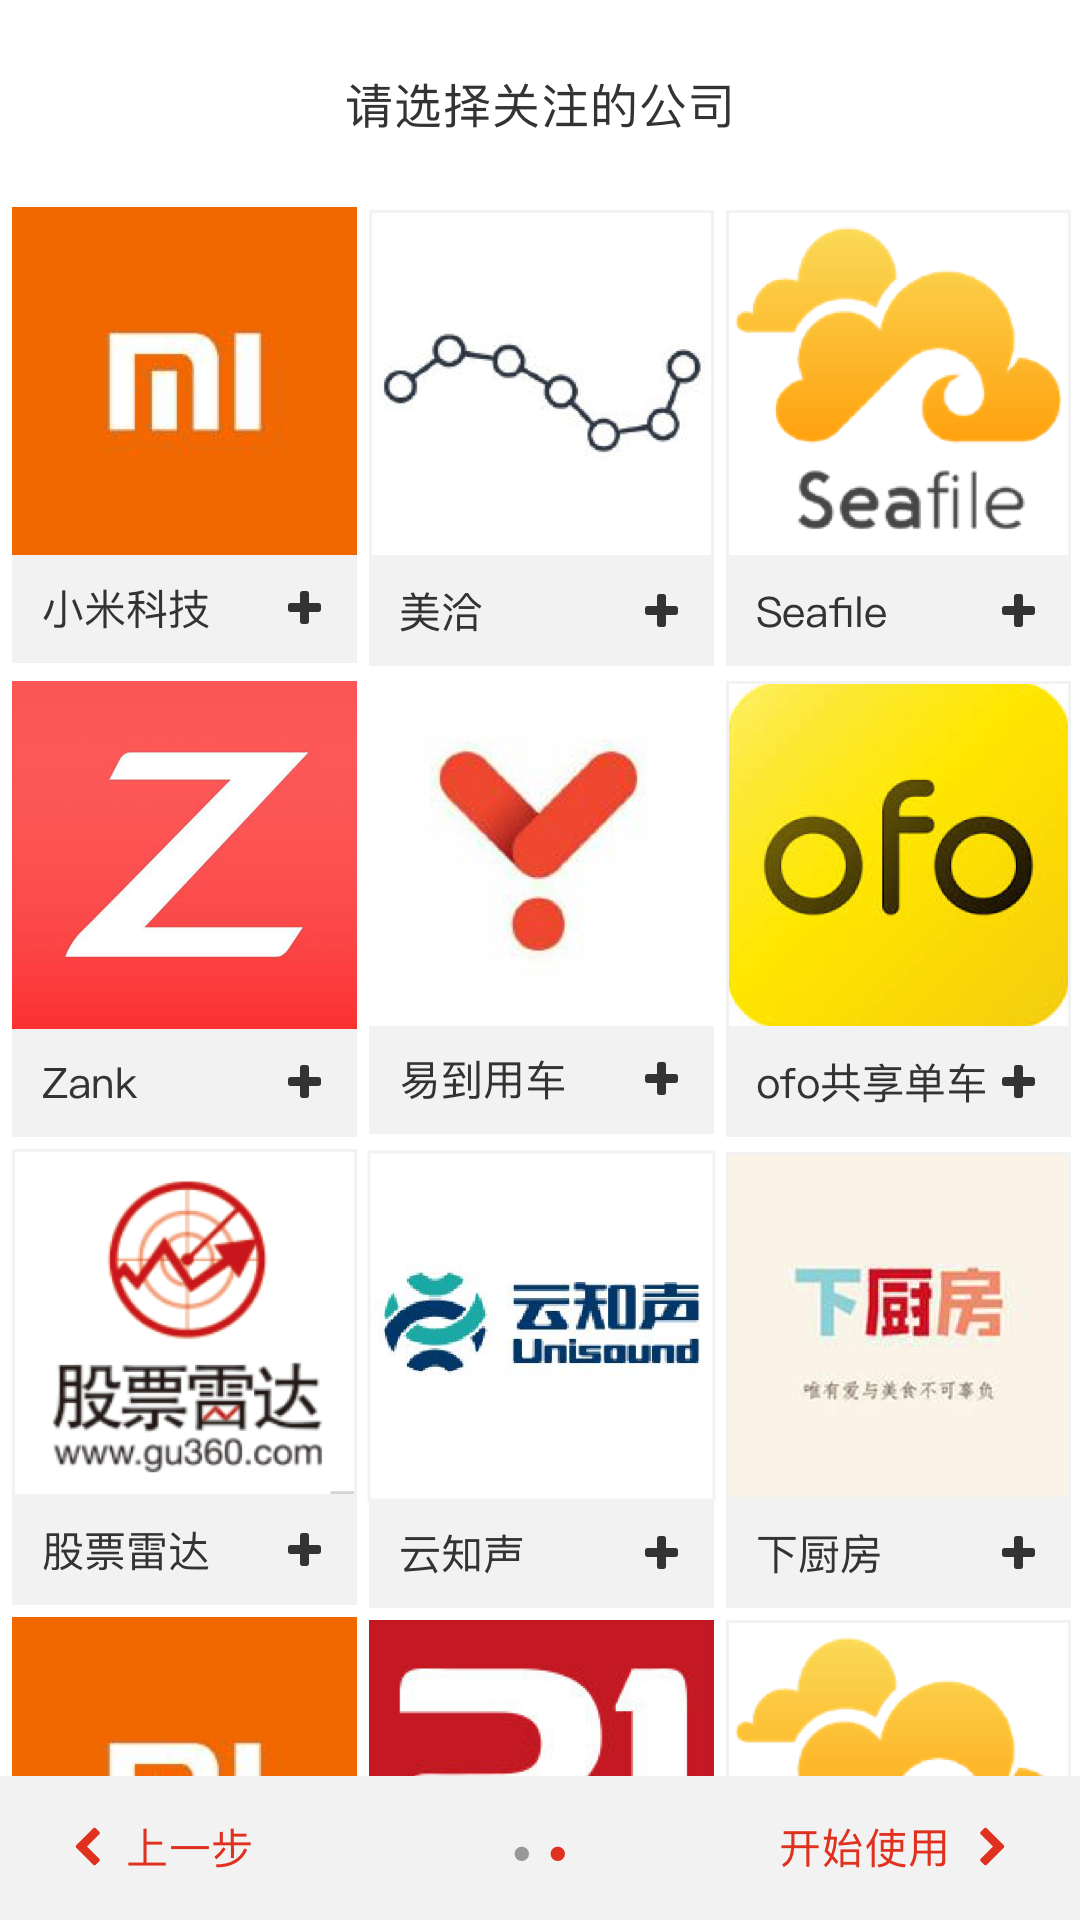 请选择关注的公司
mi
Seafile
小米科技
美洽
Seafile
Z
ofo
Zank
易到用车
ofo共享单车
股票雷达
www.gu360.com
云知声
Unisound
下厨房
唯有爱与美食不可辜负
股票雷达
云知声
下厨房
上一步
开始使用